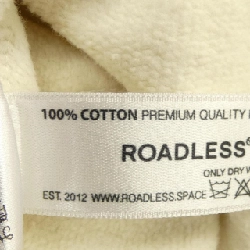 100% COTTON PREMIUM QUALITY
ROADLESS®
ONLY DRY
EST. 2012 WWW.ROADLESS.SPACE